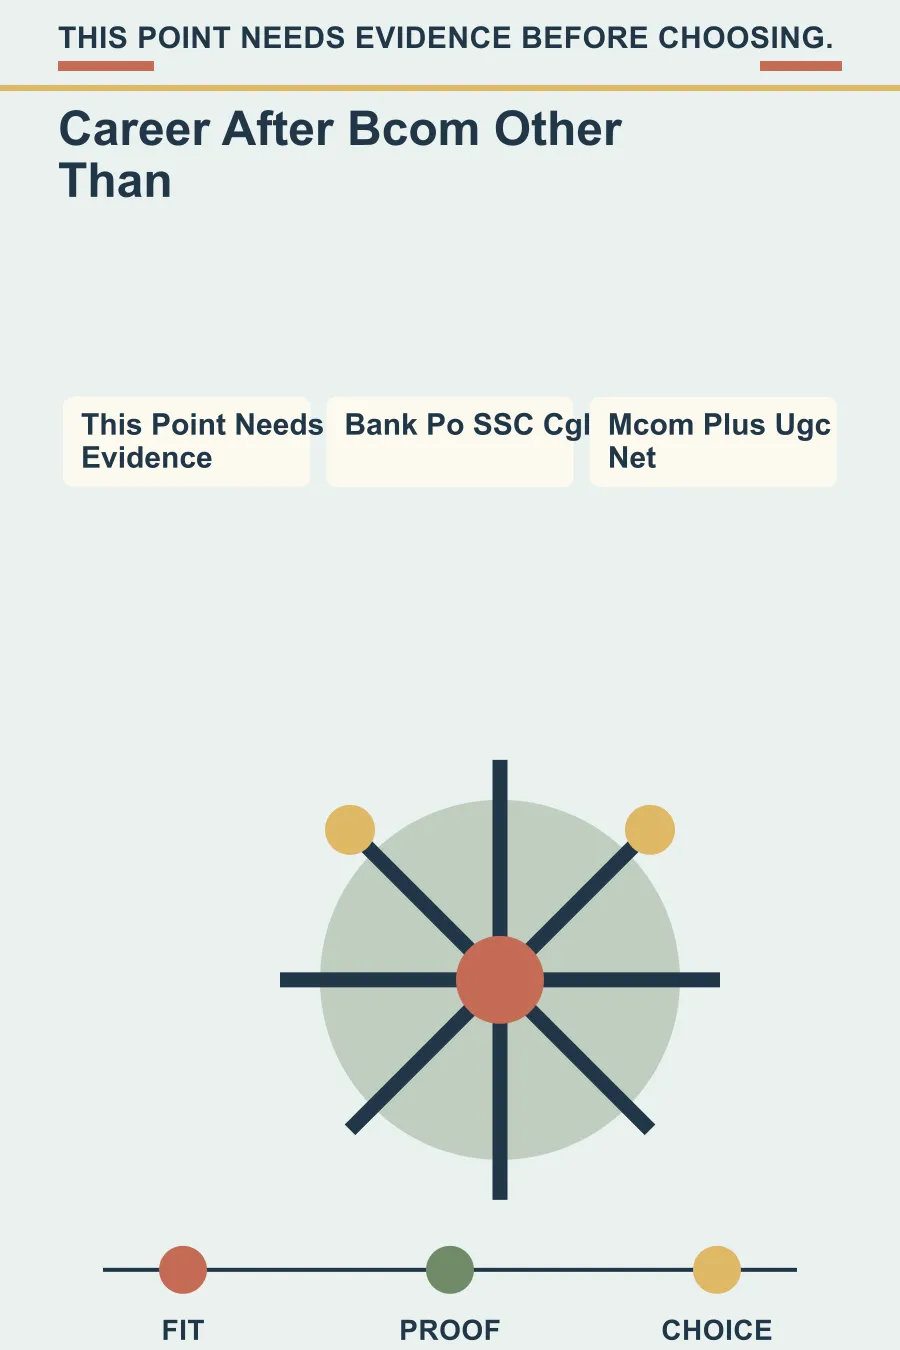 THIS POINT NEEDS EVIDENCE BEFORE CHOOSING.
Career After Bcom Other
Than
This Point Needs
Evidence
Bank Po SSC Cgl
Mcom Plus Ugc
Net
FIT
PROOF
CHOICE